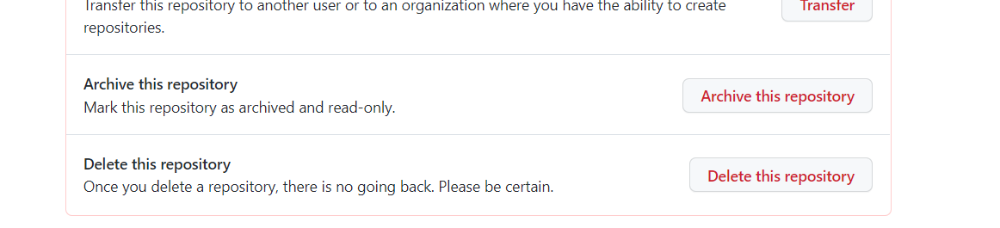 Transfer this repository to another user or to an organization where you have the ability to create
repositories.
Transfer
Archive this repository
Mark this repository as archived and read-only.
Archive this repository
Delete this repository
Once you delete a repository, there is no going back. Please be certain.
Delete this repository